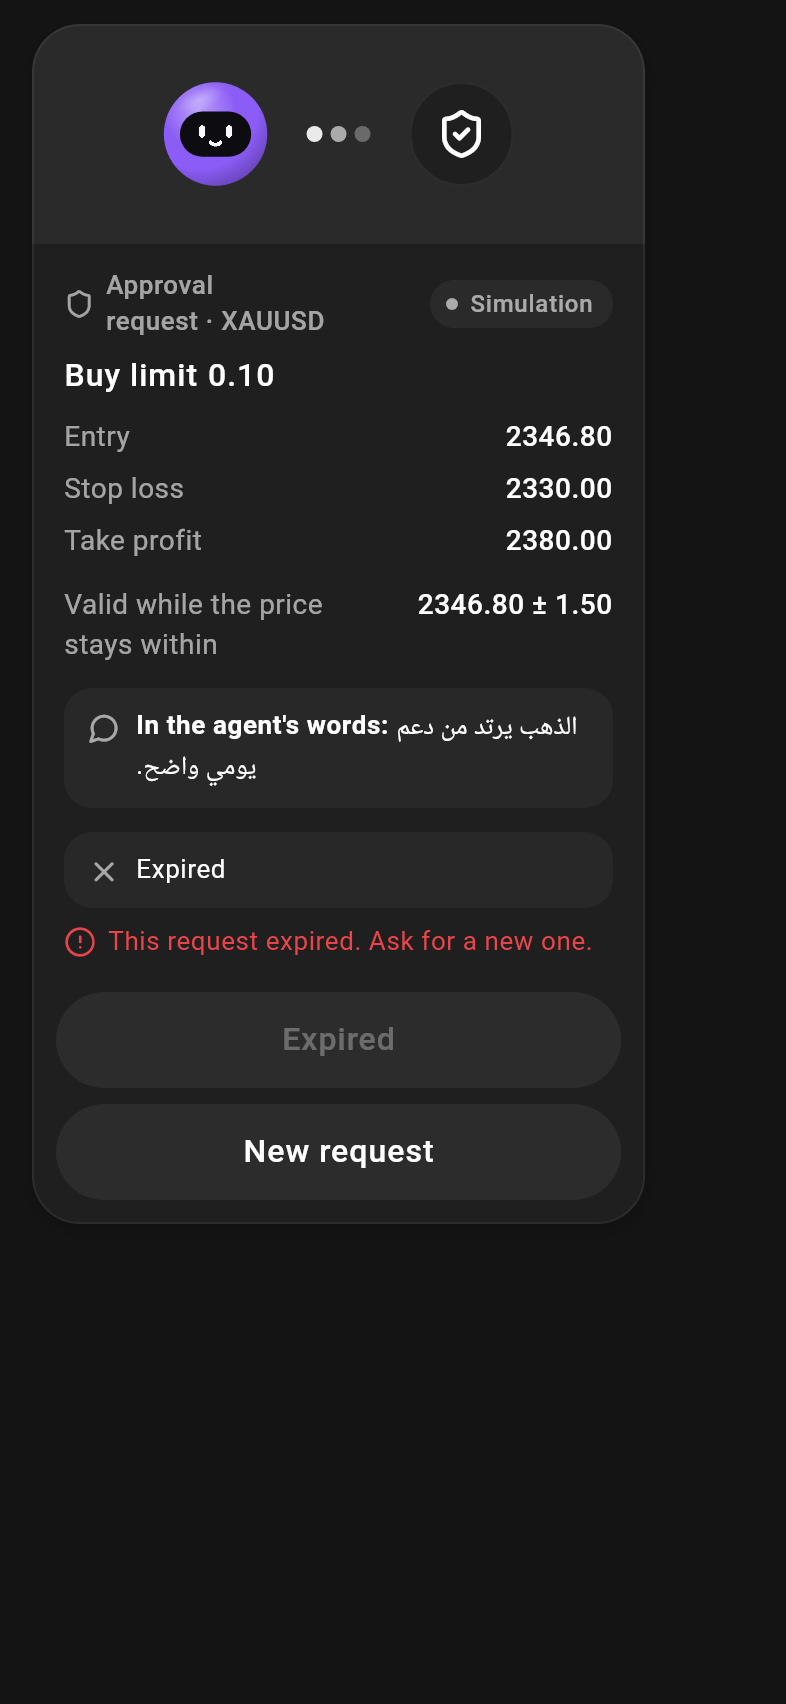 Approval
request · XAUUSD
Simulation
Buy limit 0.10
Entry 2346.80
Stop loss 2330.00
Take profit 2380.00
Valid while the price 2346.80 ± 1.50
stays within
In the agent's words: الذهب يرتد من دعم
يومي واضح.
Expired
This request expired. Ask for a new one.
Expired
New request